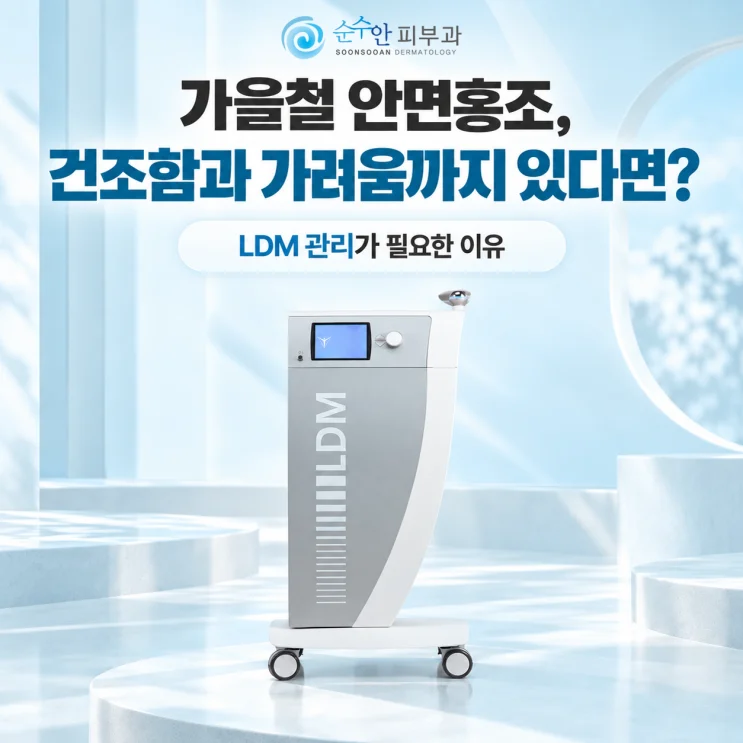 순수안 피부과
SOONSOOAN DERMATOLOGY
가을철 안면홍조,
건조함과 가려움까지 있다면?
LDM 관리가 필요한 이유
LDM